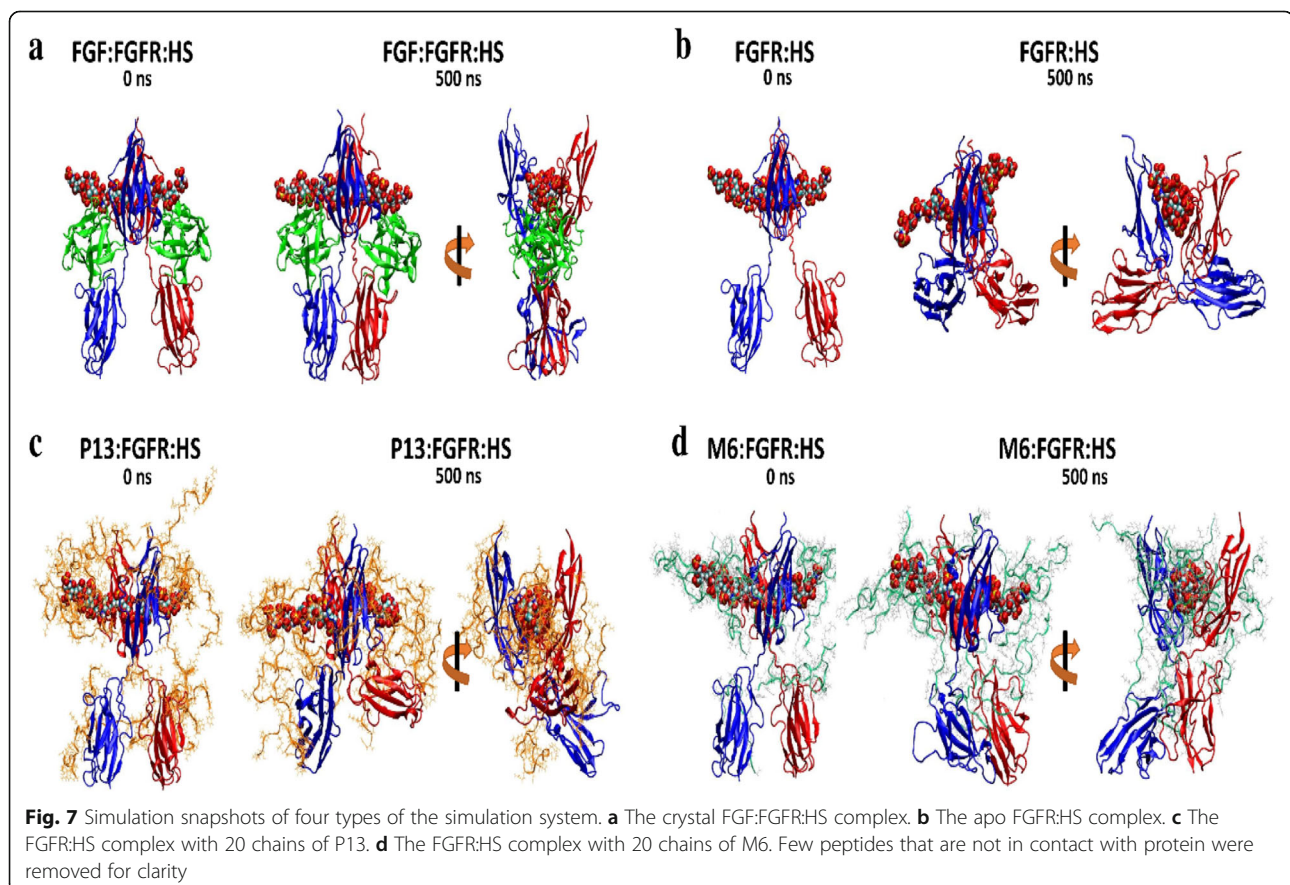 a
FGF:FGFR:HS
0 ns
FGF:FGFR:HS
500 ns
b
FGFR:HS
0 ns
FGFR:HS
500 ns
c
P13:FGFR:HS
0 ns
P13:FGFR:HS
500 ns
d
M6:FGFR:HS
0 ns
M6:FGFR:HS
500 ns
Fig. 7 Simulation snapshots of four types of the simulation system. a The crystal FGF:FGFR:HS complex. b The apo FGFR:HS complex. c The
FGFR:HS complex with 20 chains of P13. d The FGFR:HS complex with 20 chains of M6. Few peptides that are not in contact with protein were
removed for clarity